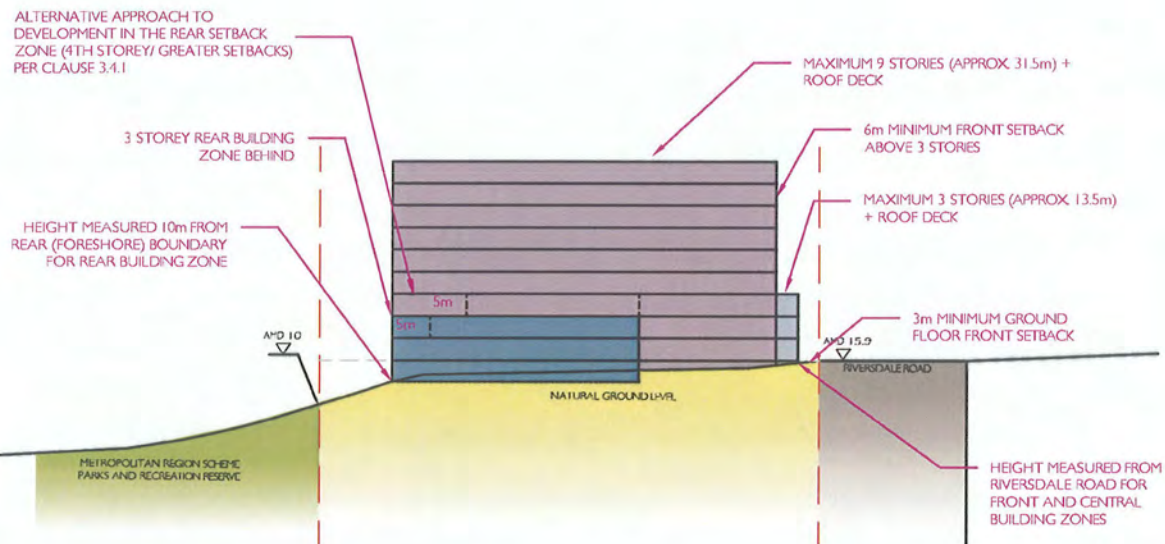 ALTERNATIVE APPROACH TO
DEVELOPMENT IN THE REAR SETBACK
ZONE (4TH STOREY/ GREATER SETBACKS)
PER CLAUSE 3.4.1
3 STOREY REAR BUILDING
ZONE BEHIND
HEIGHT MEASURED 10m FROM
REAR (FORESHORE) BOUNDARY
FOR REAR BUILDING ZONE
MAXIMUM 9 STORIES (APPROX. 31.5m) +
ROOF DECK
6m MINIMUM FRONT SETBACK
ABOVE 3 STORIES
MAXIMUM 3 STORIES (APPROX. 13.5m)
+ ROOF DECK
3m MINIMUM GROUND
FLOOR FRONT SETBACK
5m
5m
AHD 10
AHD 15.9
RIVERSDALE ROAD
NATURAL GROUND LEVEL
METROPOLITAN REGION SCHEME
PARKS AND RECREATION RESERVE
HEIGHT MEASURED FROM
RIVERSDALE ROAD FOR
FRONT AND CENTRAL
BUILDING ZONES